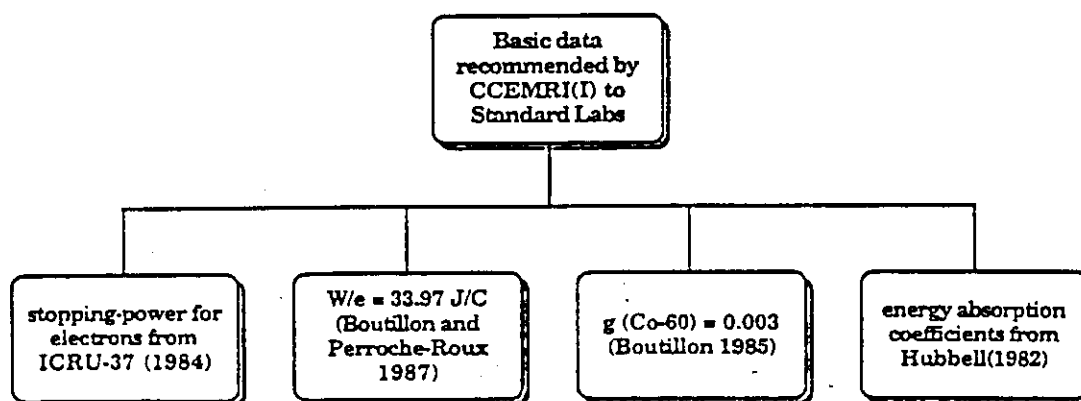 Basic data
recommended by
CCEMRI(I) to
Standard Labs
stopping-power for
electrons from
ICRU-37 (1984)
W/e = 33.97 J/C
(Boutillon and
Perroche-Roux
1987)
g (Co-60) = 0.003
(Boutillon 1985)
energy absorption
coefficients from
Hubbell(1982)